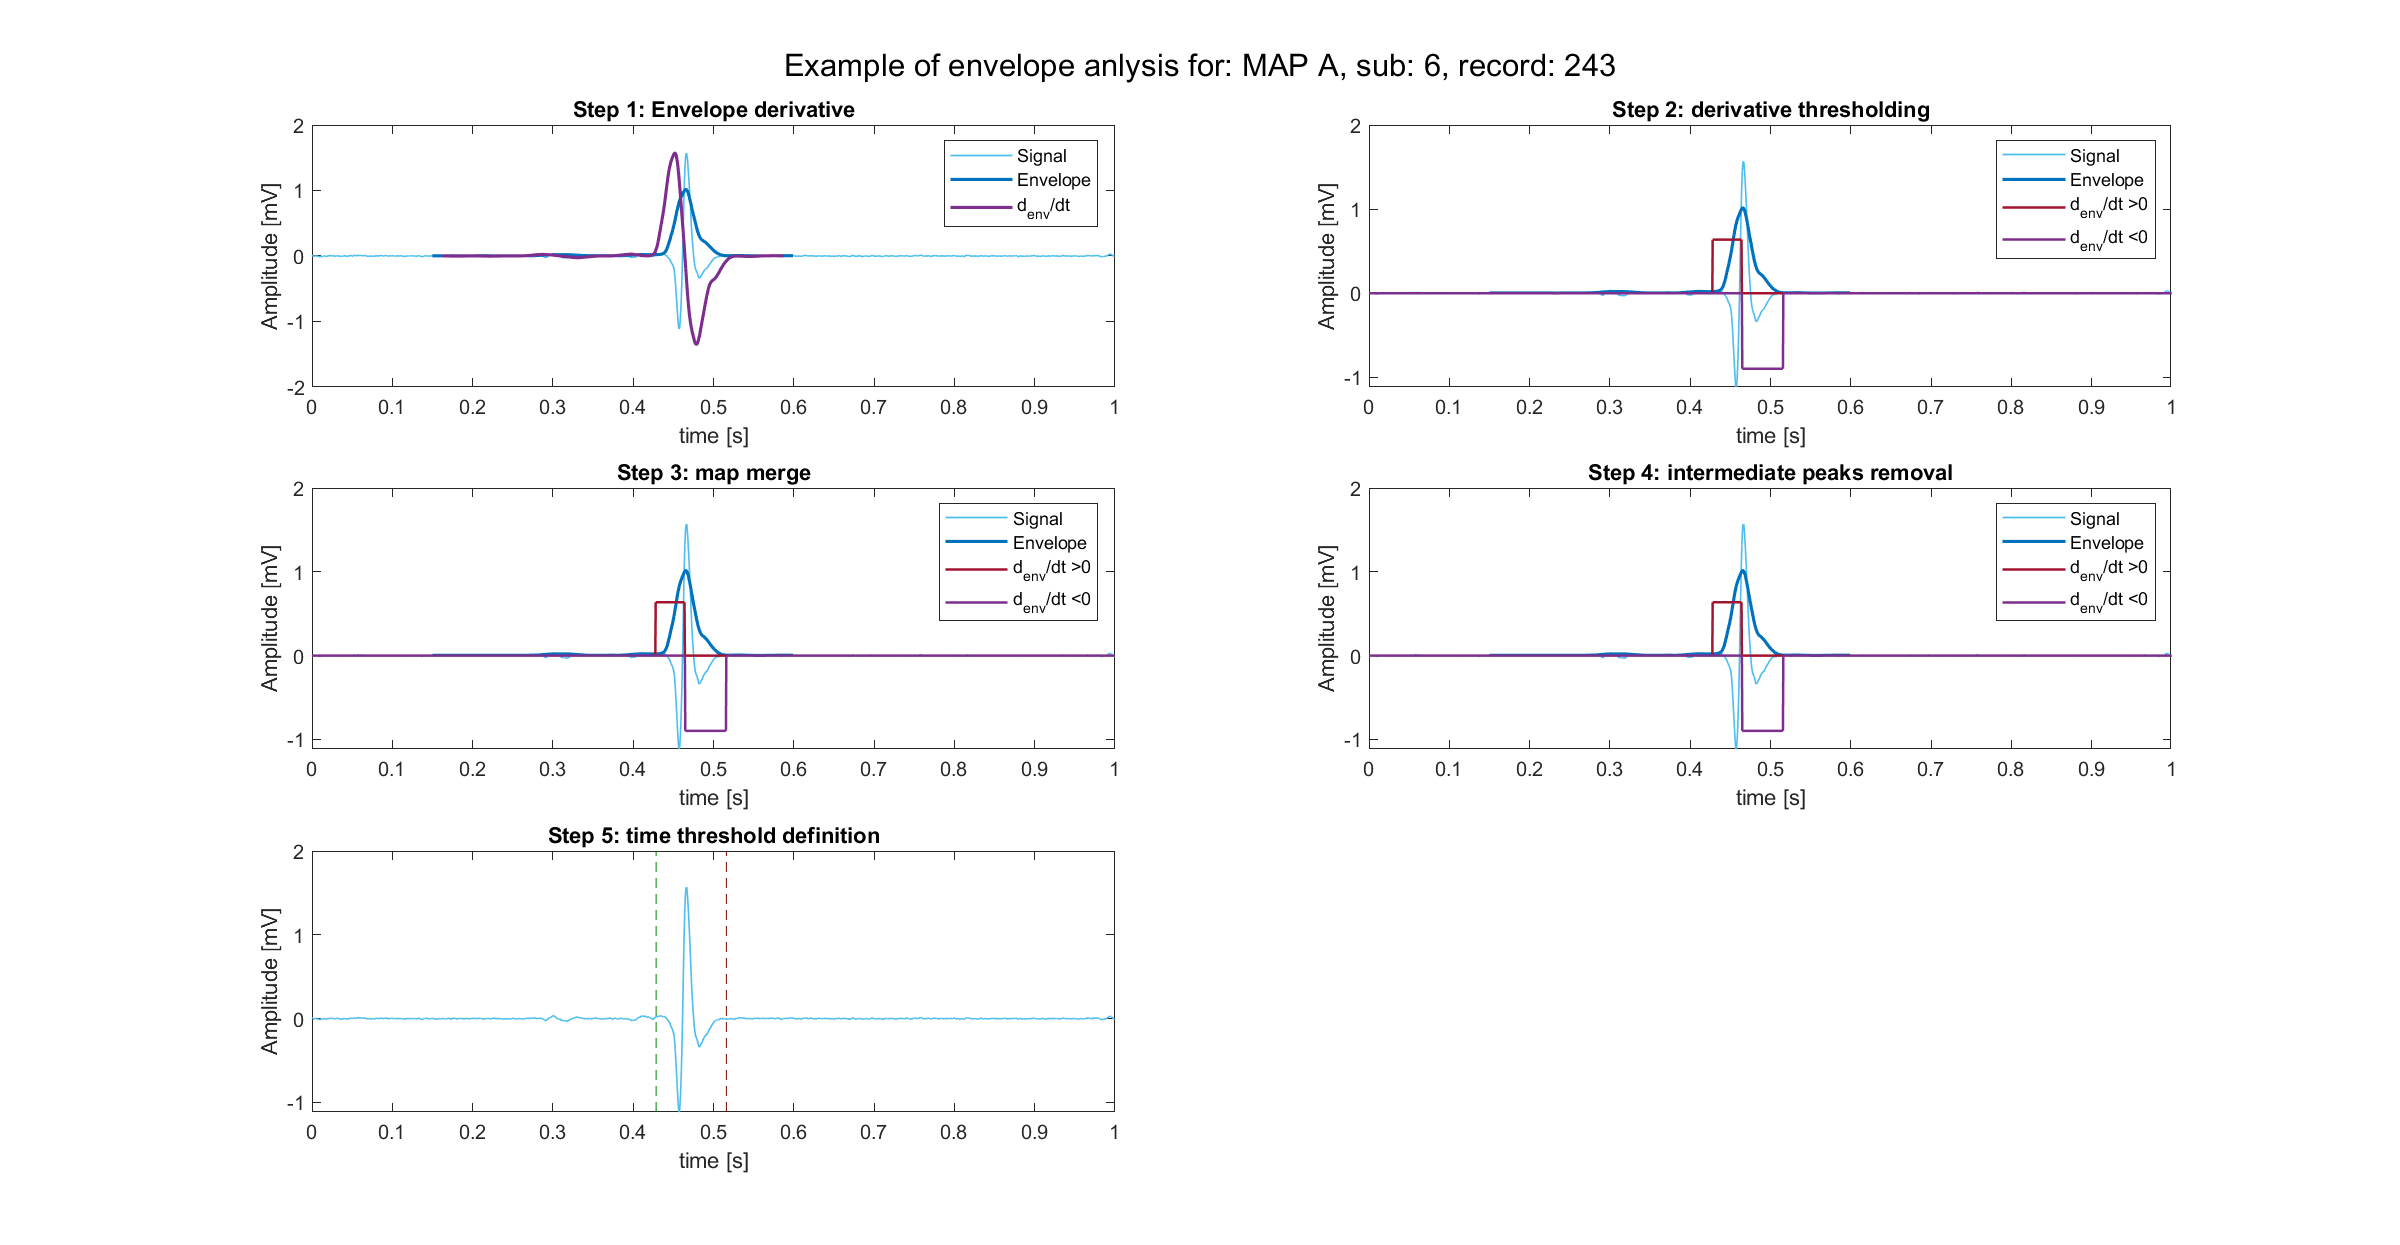 Example of envelope anlysis for: MAP A, sub: 6, record: 243
Step 1: Envelope derivative
2
1
0
-1
-2
Amplitude [mV]
Signal
Envelope
d_env/dt
0 0.1 0.2 0.3 0.4 0.5 0.6 0.7 0.8 0.9 1
time [s]
Step 2: derivative thresholding
2
1
0
-1
Amplitude [mV]
Signal
Envelope
d_env/dt >0
d_env/dt <0
0 0.1 0.2 0.3 0.4 0.5 0.6 0.7 0.8 0.9 1
time [s]
Step 3: map merge
2
1
0
-1
Amplitude [mV]
Signal
Envelope
d_env/dt >0
d_env/dt <0
0 0.1 0.2 0.3 0.4 0.5 0.6 0.7 0.8 0.9 1
time [s]
Step 4: intermediate peaks removal
2
1
0
-1
Amplitude [mV]
Signal
Envelope
d_env/dt >0
d_env/dt <0
0 0.1 0.2 0.3 0.4 0.5 0.6 0.7 0.8 0.9 1
time [s]
Step 5: time threshold definition
2
1
0
-1
Amplitude [mV]
0 0.1 0.2 0.3 0.4 0.5 0.6 0.7 0.8 0.9 1
time [s]